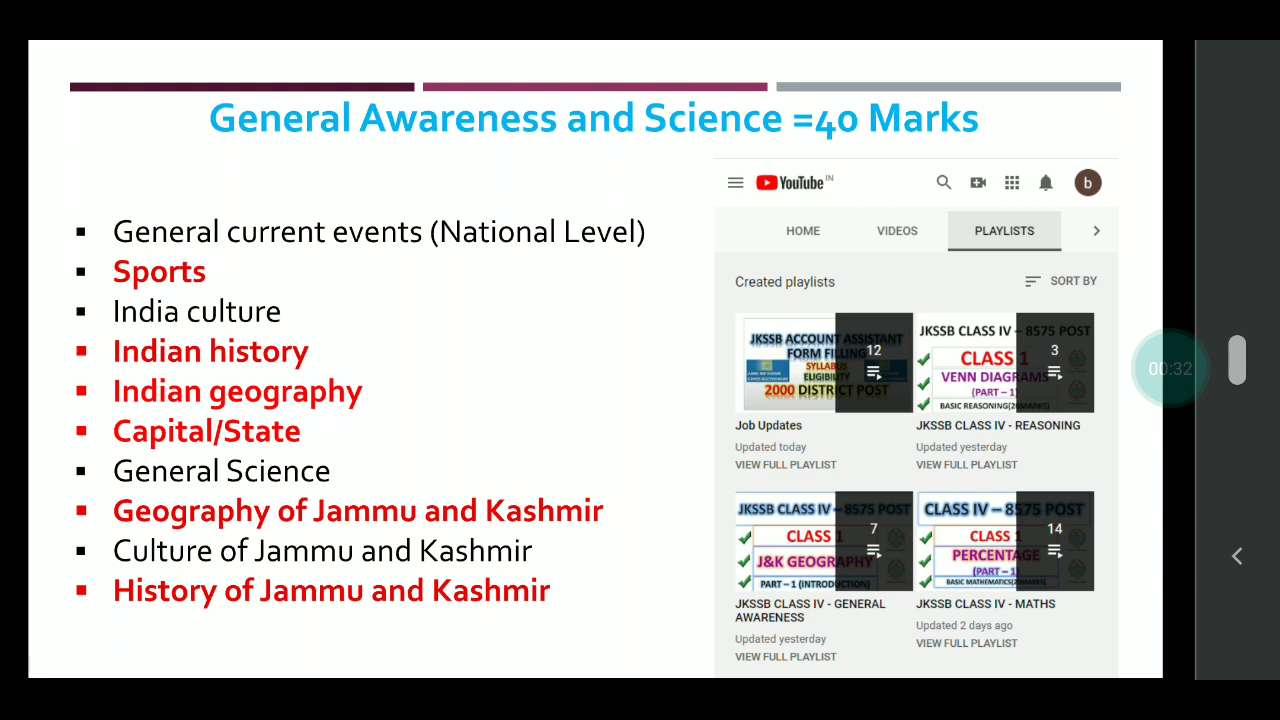 General Awareness and Science =40 Marks
General current events (National Level)
Sports
India culture
Indian history
Indian geography
Capital/State
General Science
Geography of Jammu and Kashmir
Culture of Jammu and Kashmir
History of Jammu and Kashmir
YouTube IN
b
HOME VIDEOS PLAYLISTS
Created playlists
SORT BY
JKSSB ACCOUNT ASSISTANT
FORM FILLING
SYLLABUS
ELIGIBILITY
2000 DISTRICT POST
12
Job Updates
Updated today
VIEW FULL PLAYLIST
JKSSB CLASS IV – 8575 POST
CLASS 1
VENN DIAGRAMS
(PART – 1)
BASIC REASONING(20MARKS)
3
JKSSB CLASS IV - REASONING
Updated yesterday
VIEW FULL PLAYLIST
JKSSB CLASS IV – 8575 POST
CLASS 1
J&K GEOGRAPHY
PART – 1 (INTRODUCTION)
7
JKSSB CLASS IV - GENERAL
AWARENESS
Updated yesterday
VIEW FULL PLAYLIST
CLASS IV – 8575 POST
CLASS 1
PERCENTAGE
(PART – 1)
BASIC MATHEMATICS(20MARKS)
14
JKSSB CLASS IV - MATHS
Updated 2 days ago
VIEW FULL PLAYLIST
00:32